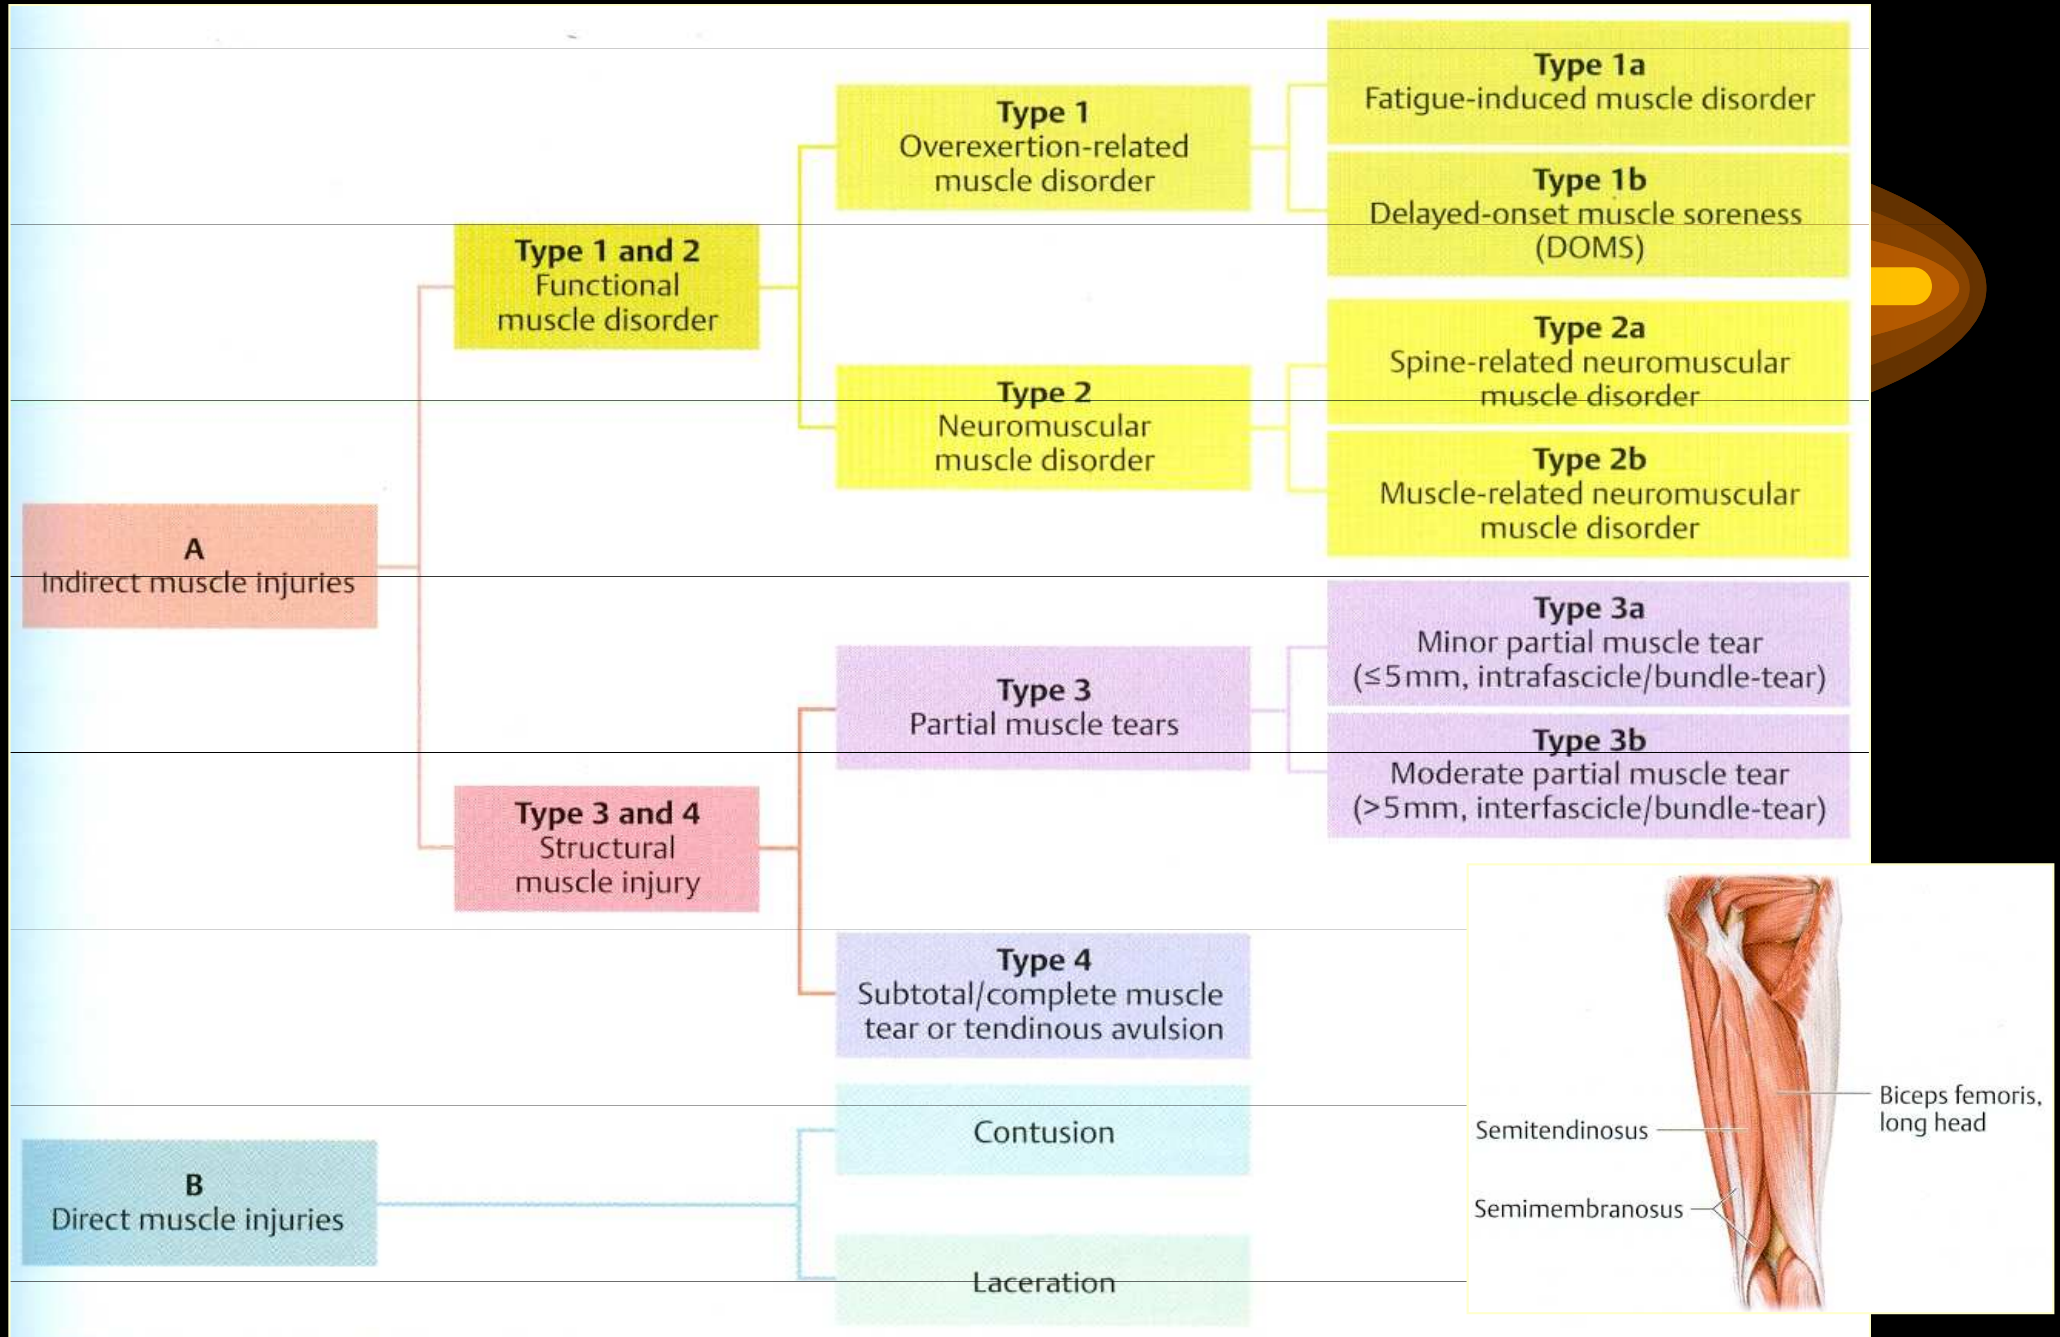 Type 1a
Fatigue-induced muscle disorder
Type 1
Overexertion-related
muscle disorder
Type 1b
Delayed-onset muscle soreness
(DOMS)
Type 1 and 2
Functional
muscle disorder
Type 2a
Spine-related neuromuscular
muscle disorder
Type 2
Neuromuscular
muscle disorder
Type 2b
Muscle-related neuromuscular
muscle disorder
A
Indirect muscle injuries
Type 3a
Minor partial muscle tear
(≤5mm, intrafascicle/bundle-tear)
Type 3
Partial muscle tears
Type 3b
Moderate partial muscle tear
(>5mm, interfascicle/bundle-tear)
Type 3 and 4
Structural
muscle injury
Type 4
Subtotal/complete muscle
tear or tendinous avulsion
B
Direct muscle injuries
Contusion
Laceration
Biceps femoris,
long head
Semitendinosus
Semimembranosus